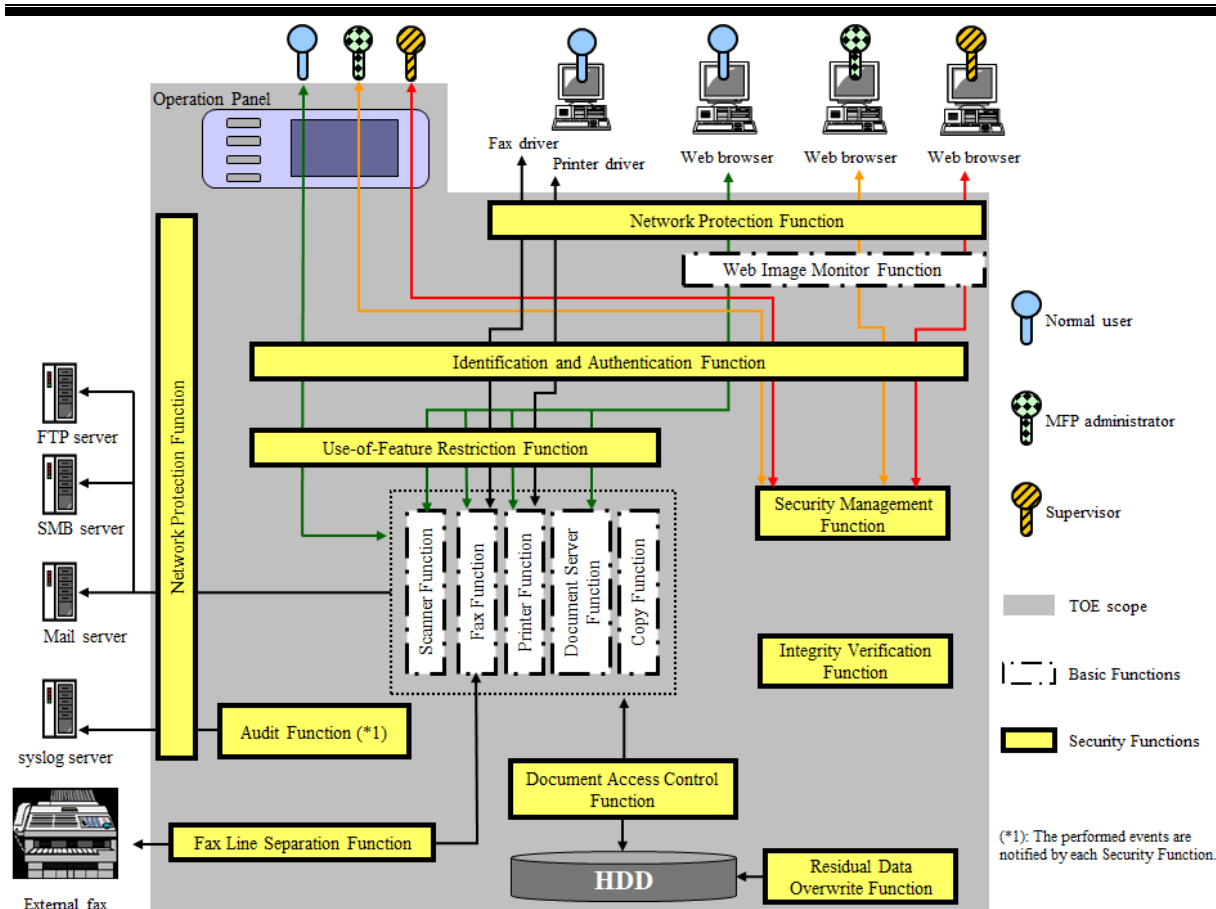 Operation Panel
Fax driver
Printer driver
Web browser
Web browser
Web browser
Network Protection Function
Web Image Monitor Function
Normal user
Identification and Authentication Function
Network Protection Function
FTP server
MFP administrator
Use-of-Feature Restriction Function
SMB server
Security Management
Function
Supervisor
Scanner Function
Fax Function
Printer Function
Document Server
Function
Copy Function
Mail server
TOE scope
Integrity Verification
Function
Basic Functions
Audit Function (*1)
syslog server
Security Functions
Document Access Control
Function
Fax Line Separation Function
(*1): The performed events are
notified by each Security Function.
HDD
Residual Data
Overwrite Function
External fax